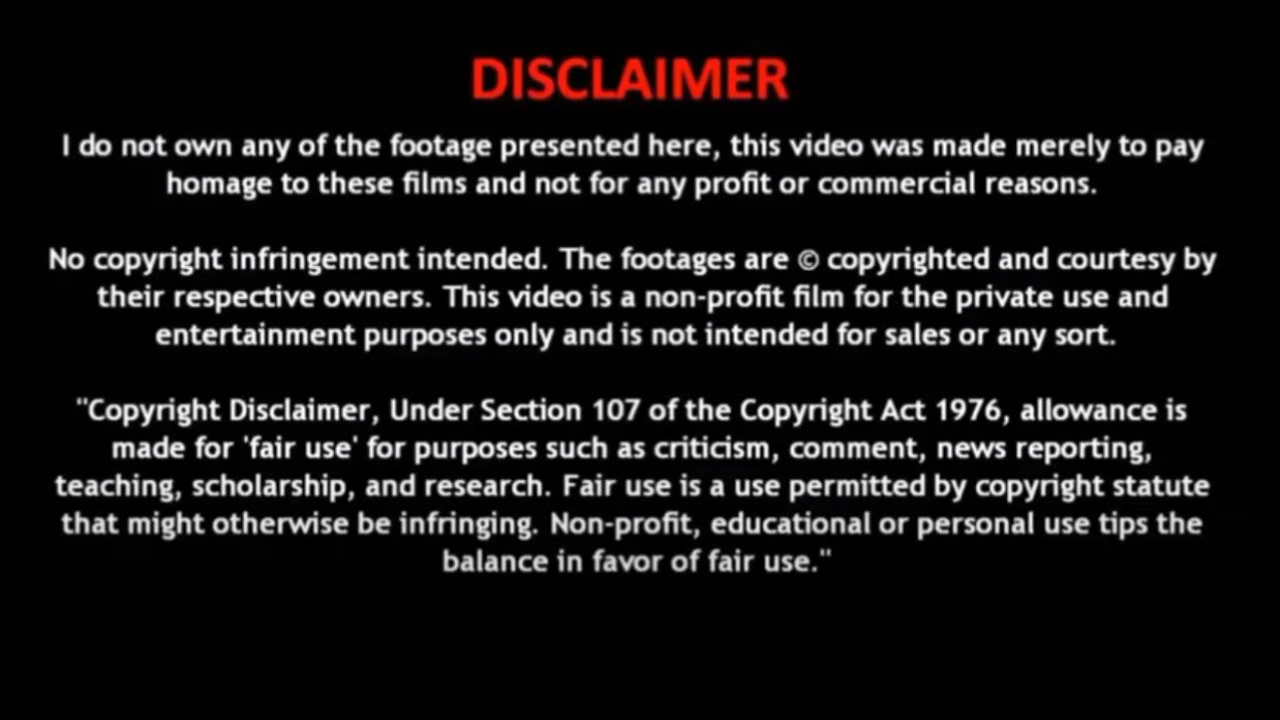 DISCLAIMER
I do not own any of the footage presented here, this video was made merely to pay
homage to these films and not for any profit or commercial reasons.
No copyright infringement intended. The footages are © copyrighted and courtesy by
their respective owners. This video is a non-profit film for the private use and
entertainment purposes only and is not intended for sales or any sort.
"Copyright Disclaimer, Under Section 107 of the Copyright Act 1976, allowance is
made for 'fair use' for purposes such as criticism, comment, news reporting,
teaching, scholarship, and research. Fair use is a use permitted by copyright statute
that might otherwise be infringing. Non-profit, educational or personal use tips the
balance in favor of fair use."